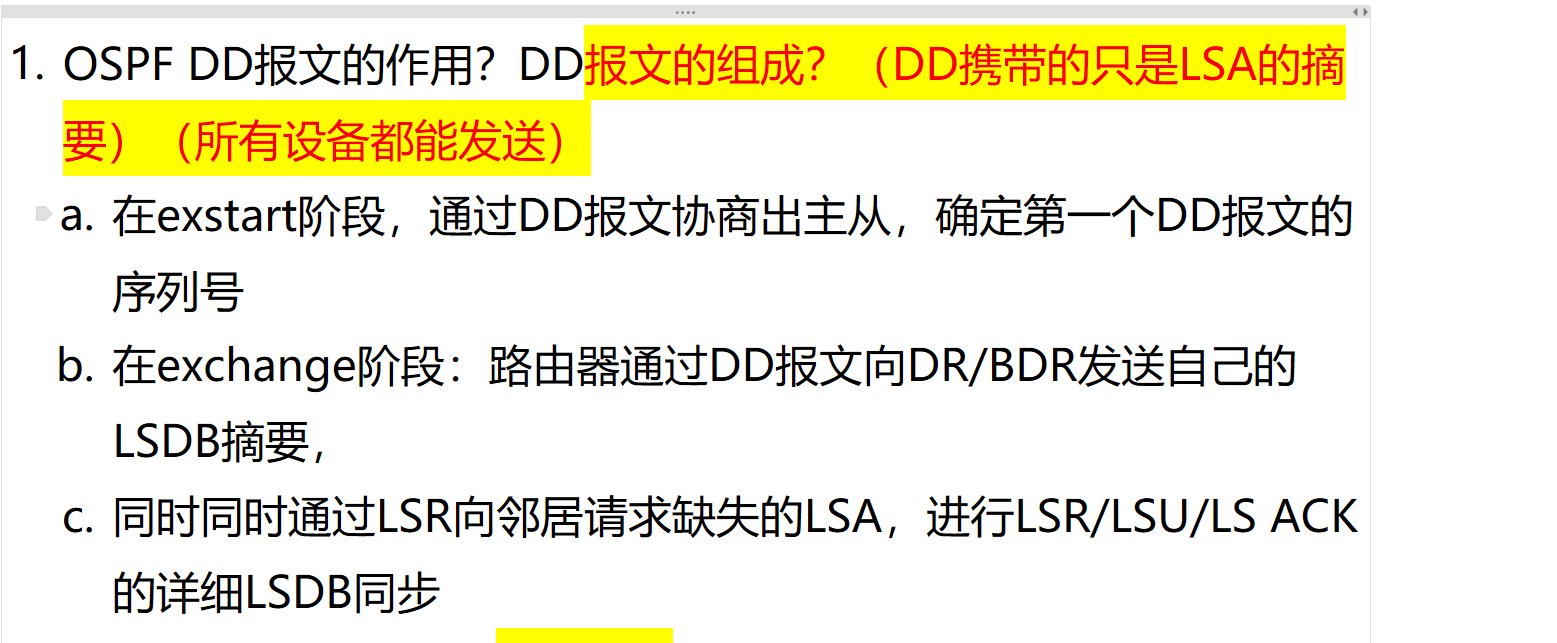 1. OSPF DD报文的作用？DD报文的组成？（DD携带的只是LSA的摘
要）（所有设备都能发送）
a. 在exstart阶段，通过DD报文协商出主从，确定第一个DD报文的
序列号
b. 在exchange阶段：路由器通过DD报文向DR/BDR发送自己的
LSDB摘要，
c. 同时同时通过LSR向邻居请求缺失的LSA，进行LSR/LSU/LS ACK
的详细LSDB同步